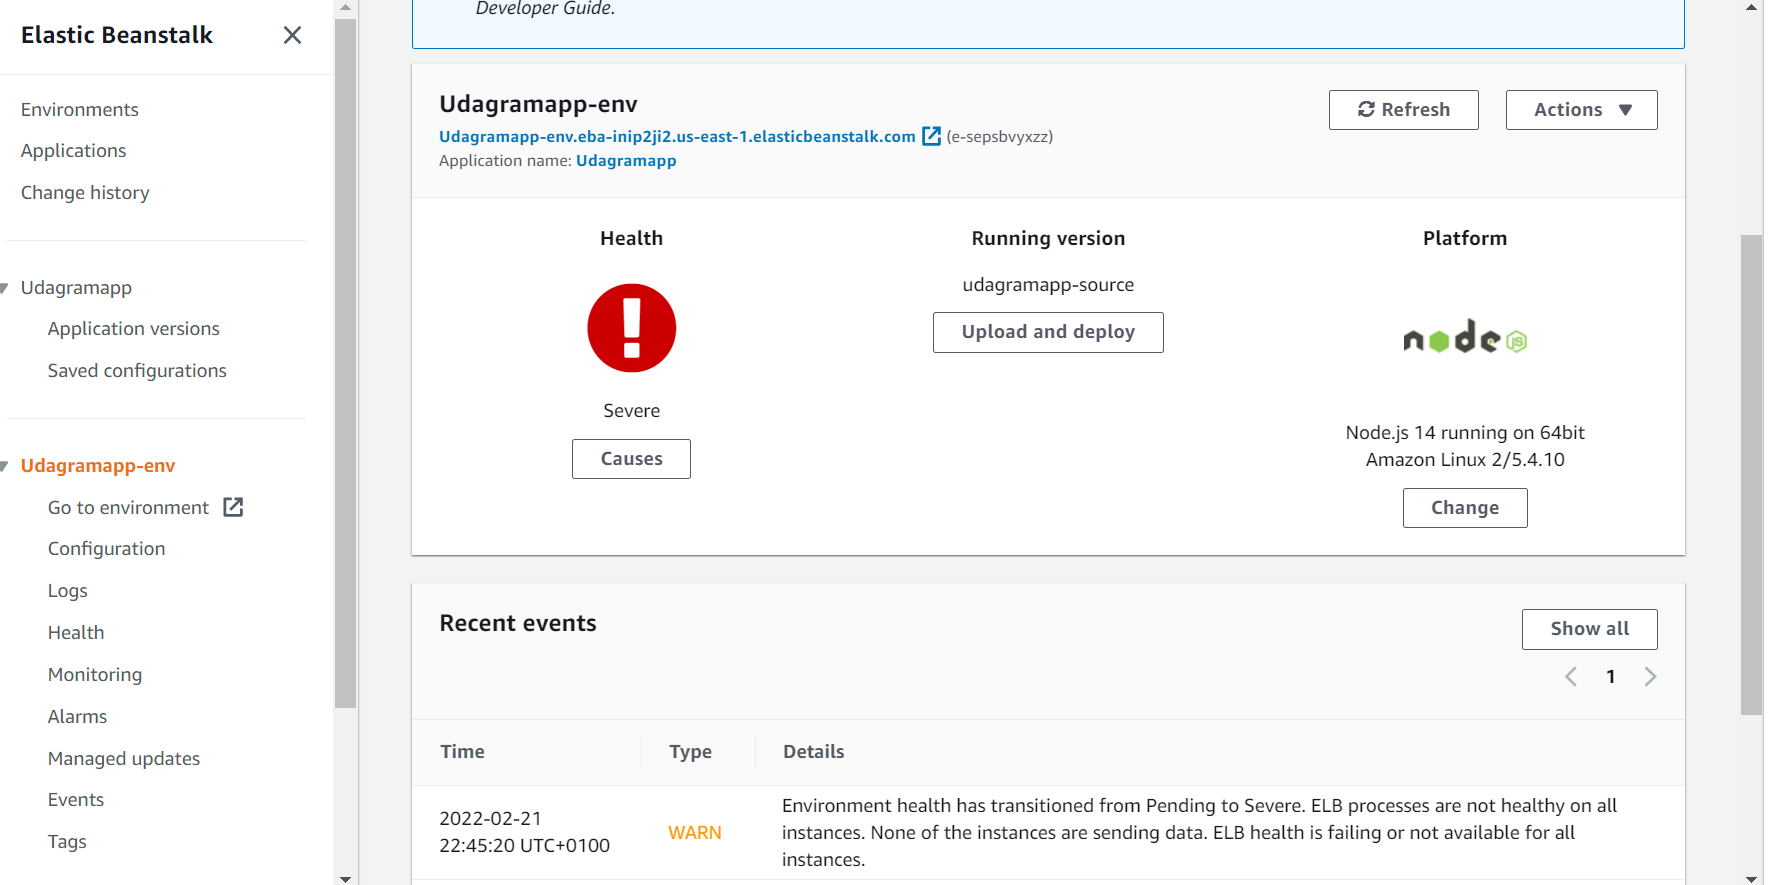 Elastic Beanstalk
Environments
Applications
Change history
Udagramapp
Application versions
Saved configurations
Udagramapp-env
Go to environment
Configuration
Logs
Health
Monitoring
Alarms
Managed updates
Events
Tags
Developer Guide.
Udagramapp-env
Udagramapp-env.eba-inip2ji2.us-east-1.elasticbeanstalk.com (e-sepsbvyxzz)
Application name: Udagramapp
Refresh
Actions
Health
Severe
Causes
Running version
udagramapp-source
Upload and deploy
Platform
node JS
Node.js 14 running on 64bit
Amazon Linux 2/5.4.10
Change
Recent events
Show all
1
Time Type Details
2022-02-21
22:45:20 UTC+0100
WARN
Environment health has transitioned from Pending to Severe. ELB processes are not healthy on all
instances. None of the instances are sending data. ELB health is failing or not available for all
instances.